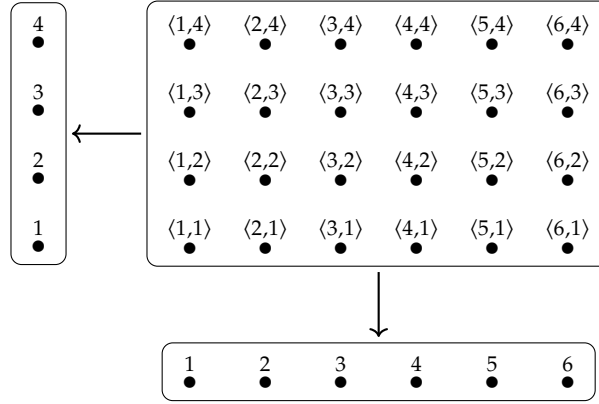 4 ⟨1,4⟩ ⟨2,4⟩ ⟨3,4⟩ ⟨4,4⟩ ⟨5,4⟩ ⟨6,4⟩
3 ⟨1,3⟩ ⟨2,3⟩ ⟨3,3⟩ ⟨4,3⟩ ⟨5,3⟩ ⟨6,3⟩
2 ⟨1,2⟩ ⟨2,2⟩ ⟨3,2⟩ ⟨4,2⟩ ⟨5,2⟩ ⟨6,2⟩
1 ⟨1,1⟩ ⟨2,1⟩ ⟨3,1⟩ ⟨4,1⟩ ⟨5,1⟩ ⟨6,1⟩
1 2 3 4 5 6